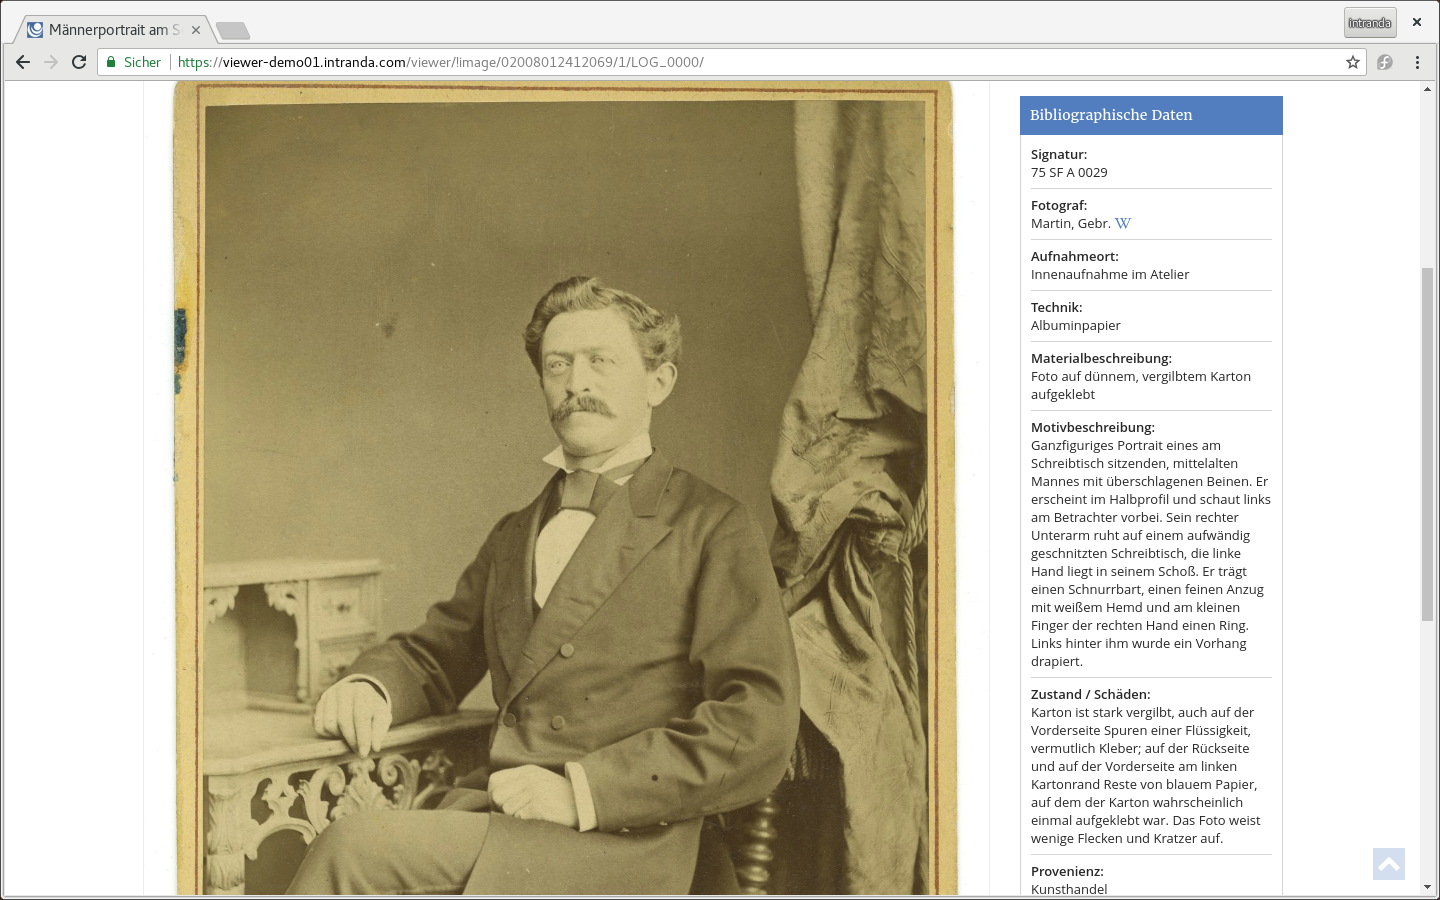 Männerportrait am S
intranda
Sicher
https://viewer-demo01.intranda.com/viewer/!image/02008012412069/1/LOG_0000/
Bibliographische Daten
Signatur:
75 SF A 0029
Fotograf:
Martin, Gebr. W
Aufnahmeort:
Innenaufnahme im Atelier
Technik:
Albuminpapier
Materialbeschreibung:
Foto auf dünnem, vergilbtem Karton
aufgeklebt
Motivbeschreibung:
Ganzfiguriges Portrait eines am
Schreibtisch sitzenden, mittelalten
Mannes mit überschlagenen Beinen. Er
erscheint im Halbprofil und schaut links
am Betrachter vorbei. Sein rechter
Unterarm ruht auf einem aufwändig
geschnitzten Schreibtisch, die linke
Hand liegt in seinem Schoß. Er trägt
einen Schnurrbart, einen feinen Anzug
mit weißem Hemd und am kleinen
Finger der rechten Hand einen Ring.
Links hinter ihm wurde ein Vorhang
drapiert.
Zustand / Schäden:
Karton ist stark vergilbt, auch auf der
Vorderseite Spuren einer Flüssigkeit,
vermutlich Kleber; auf der Rückseite
und auf der Vorderseite am linken
Kartonrand Reste von blauem Papier,
auf dem der Karton wahrscheinlich
einmal aufgeklebt war. Das Foto weist
wenige Flecken und Kratzer auf.
Provenienz:
Kunsthandel